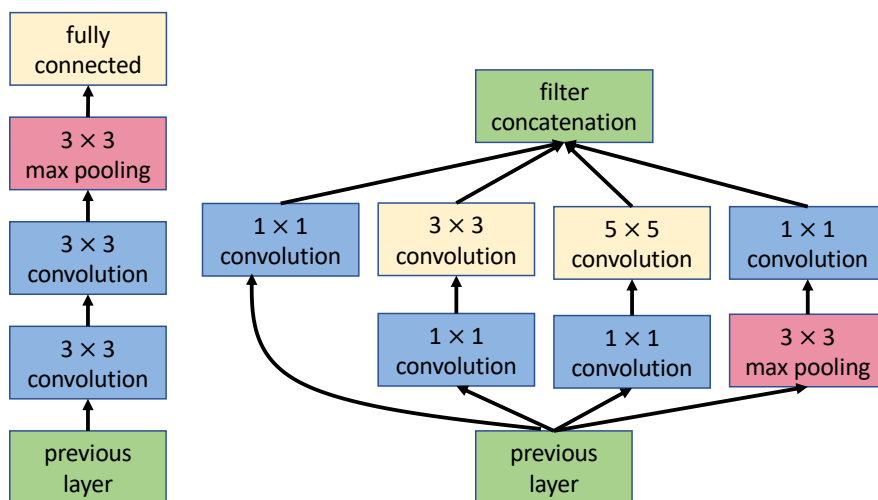 fully
connected
3 × 3
max pooling
3 × 3
convolution
3 × 3
convolution
previous
layer
filter
concatenation
1 × 1
convolution
3 × 3
convolution
5 × 5
convolution
1 × 1
convolution
1 × 1
convolution
1 × 1
convolution
3 × 3
max pooling
previous
layer